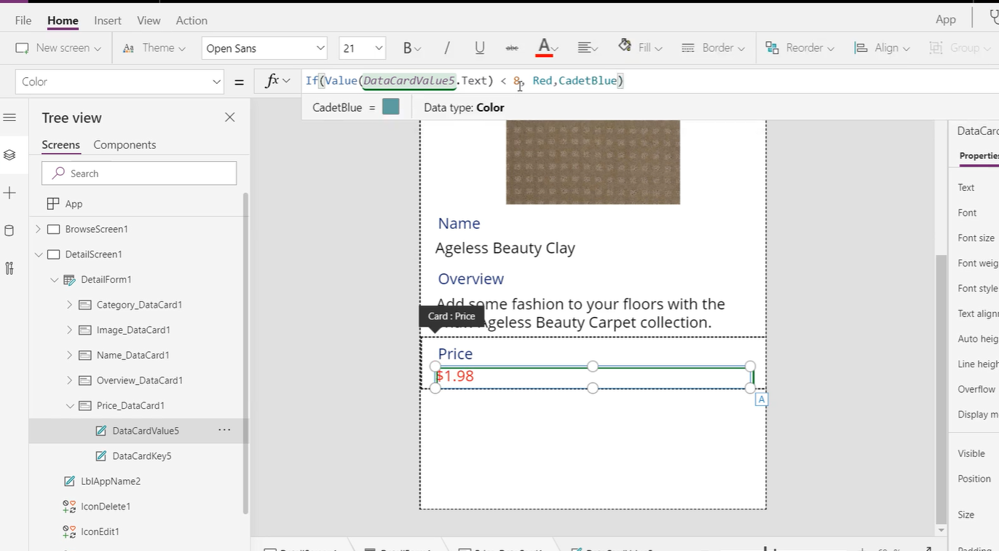 File Home Insert View Action App
New screen Theme Open Sans 21 B / U abc A Fill Border Reorder Align Group
Color = fx If(Value(DataCardValue5.Text) < 8, Red,CadetBlue)
CadetBlue = Data type: Color
Tree view
Screens Components
Search
App
BrowseScreen1
DetailScreen1
DetailForm1
Category_DataCard1
Image_DataCard1
Name_DataCard1
Overview_DataCard1
Price_DataCard1
DataCardValue5 ...
DataCardKey5
LblAppName2
IconDelete1
IconEdit1
Name
Ageless Beauty Clay
Overview
Add some fashion to your floors with the
Ageless Beauty Carpet collection.
Card : Price
Price
$1.98
A
DataCard
Properties
Text
Font
Font size
Font weig
Font style
Text alignm
Auto heig
Line heigh
Overflow
Display m
Visible
Position
Size